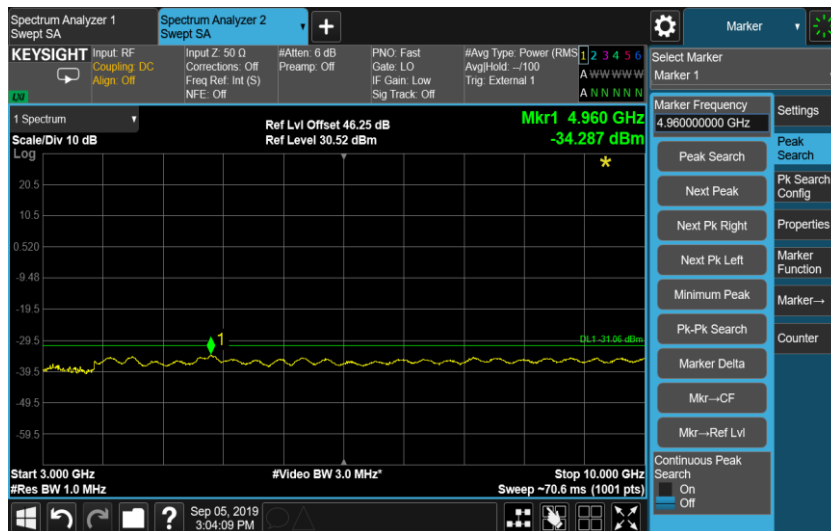 Spectrum Analyzer 1
Swept SA
Spectrum Analyzer 2
Swept SA
Marker
KEYSIGHT
LXI
Input: RF
Coupling: DC
Align: Off
Input Z: 50 Ω
Corrections: Off
Freq Ref: Int (S)
NFE: Off
#Atten: 6 dB
Preamp: Off
PNO: Fast
Gate: LO
IF Gain: Low
Sig Track: Off
#Avg Type: Power (RMS
Avg|Hold: --/100
Trig: External 1
1 2 3 4 5 6
A W W W W W
A N N N N N
Select Marker
Marker 1
1 Spectrum
Scale/Div 10 dB
Log
Ref Lvl Offset 46.25 dB
Ref Level 30.52 dBm
Mkr1 4.960 GHz
-34.287 dBm
*
20.5
10.5
0.520
-9.48
-19.5
-29.5
-39.5
-49.5
-59.5
1
DL1 -31.06 dBm
Start 3.000 GHz
#Res BW 1.0 MHz
#Video BW 3.0 MHz*
Stop 10.000 GHz
Sweep ~70.6 ms (1001 pts)
Marker Frequency
4.960000000 GHz
Peak Search
Next Peak
Next Pk Right
Next Pk Left
Minimum Peak
Pk-Pk Search
Marker Delta
Mkr→CF
Mkr→Ref Lvl
Continuous Peak
Search
On
Off
Settings
Peak
Search
Pk Search
Config
Properties
Marker
Function
Marker→
Counter
?
Sep 05, 2019
3:04:09 PM